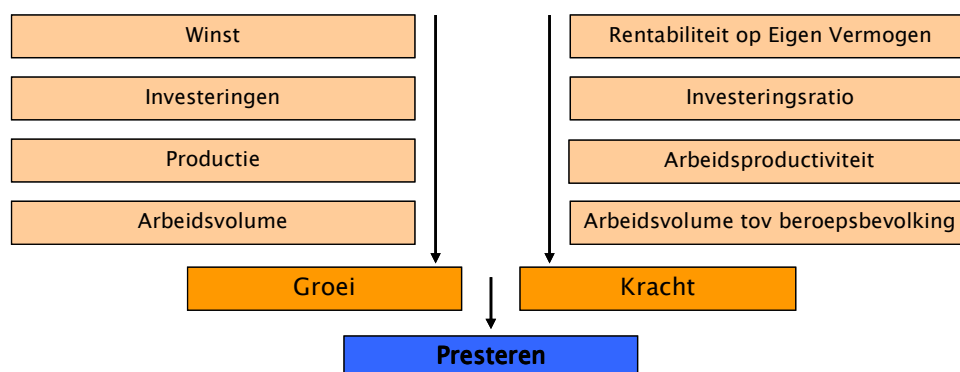 Winst
Investeringen
Productie
Arbeidsvolume
Rentabiliteit op Eigen Vermogen
Investeringsratio
Arbeidsproductiviteit
Arbeidsvolume tov beroepsbevolking
Groei
Kracht
Presteren